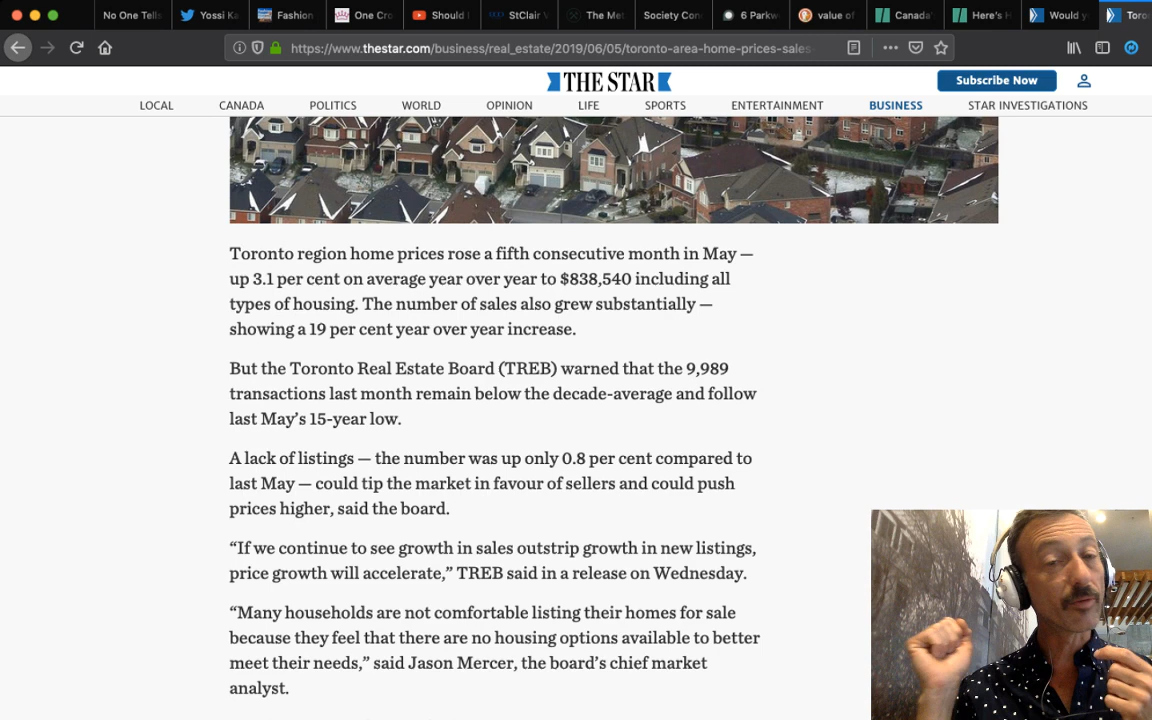 No One Tells
Yossi Ka
Fashion
One Cro
Should
StClair
The Met
Society Con
6 Parkw
value of
Canada'
Here's H
Would y
Toro
https://www.thestar.com/business/real_estate/2019/06/05/toronto-area-home-prices-sales-
THE STAR
Subscribe Now
LOCAL
CANADA
POLITICS
WORLD
OPINION
LIFE
SPORTS
ENTERTAINMENT
BUSINESS
STAR INVESTIGATIONS
Toronto region home prices rose a fifth consecutive month in May —
up 3.1 per cent on average year over year to $838,540 including all
types of housing. The number of sales also grew substantially —
showing a 19 per cent year over year increase.
But the Toronto Real Estate Board (TREB) warned that the 9,989
transactions last month remain below the decade-average and follow
last May’s 15-year low.
A lack of listings — the number was up only 0.8 per cent compared to
last May — could tip the market in favour of sellers and could push
prices higher, said the board.
“If we continue to see growth in sales outstrip growth in new listings,
price growth will accelerate,” TREB said in a release on Wednesday.
“Many households are not comfortable listing their homes for sale
because they feel that there are no housing options available to better
meet their needs,” said Jason Mercer, the board’s chief market
analyst.